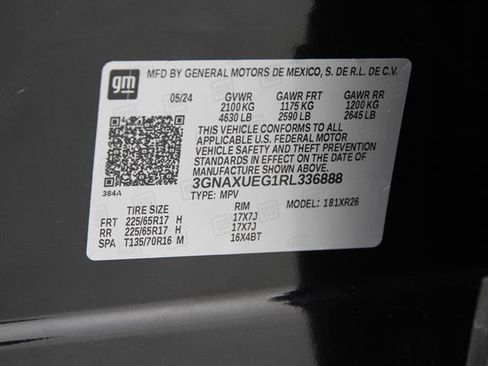 gm
MFD BY GENERAL MOTORS DE MEXICO, S. DE R.L. DE C.V.
05/24 GVWR GAWR FRT GAWR RR
2100 KG 1175 KG 1200 KG
4630 LB 2590 LB 2645 LB
THIS VEHICLE CONFORMS TO ALL
APPLICABLE U.S. FEDERAL MOTOR
VEHICLE SAFETY AND THEFT PREVENTION
STANDARDS IN EFFECT ON THE DATE OF
MANUFACTURE SHOWN ABOVE.
384A
3GNAXUEG1RL336888
TYPE: MPV MODEL: 181XR26
TIRE SIZE RIM
FRT 225/65R17 H 17X7J
RR 225/65R17 H 17X7J
SPA T135/70R16 M 16X4BT